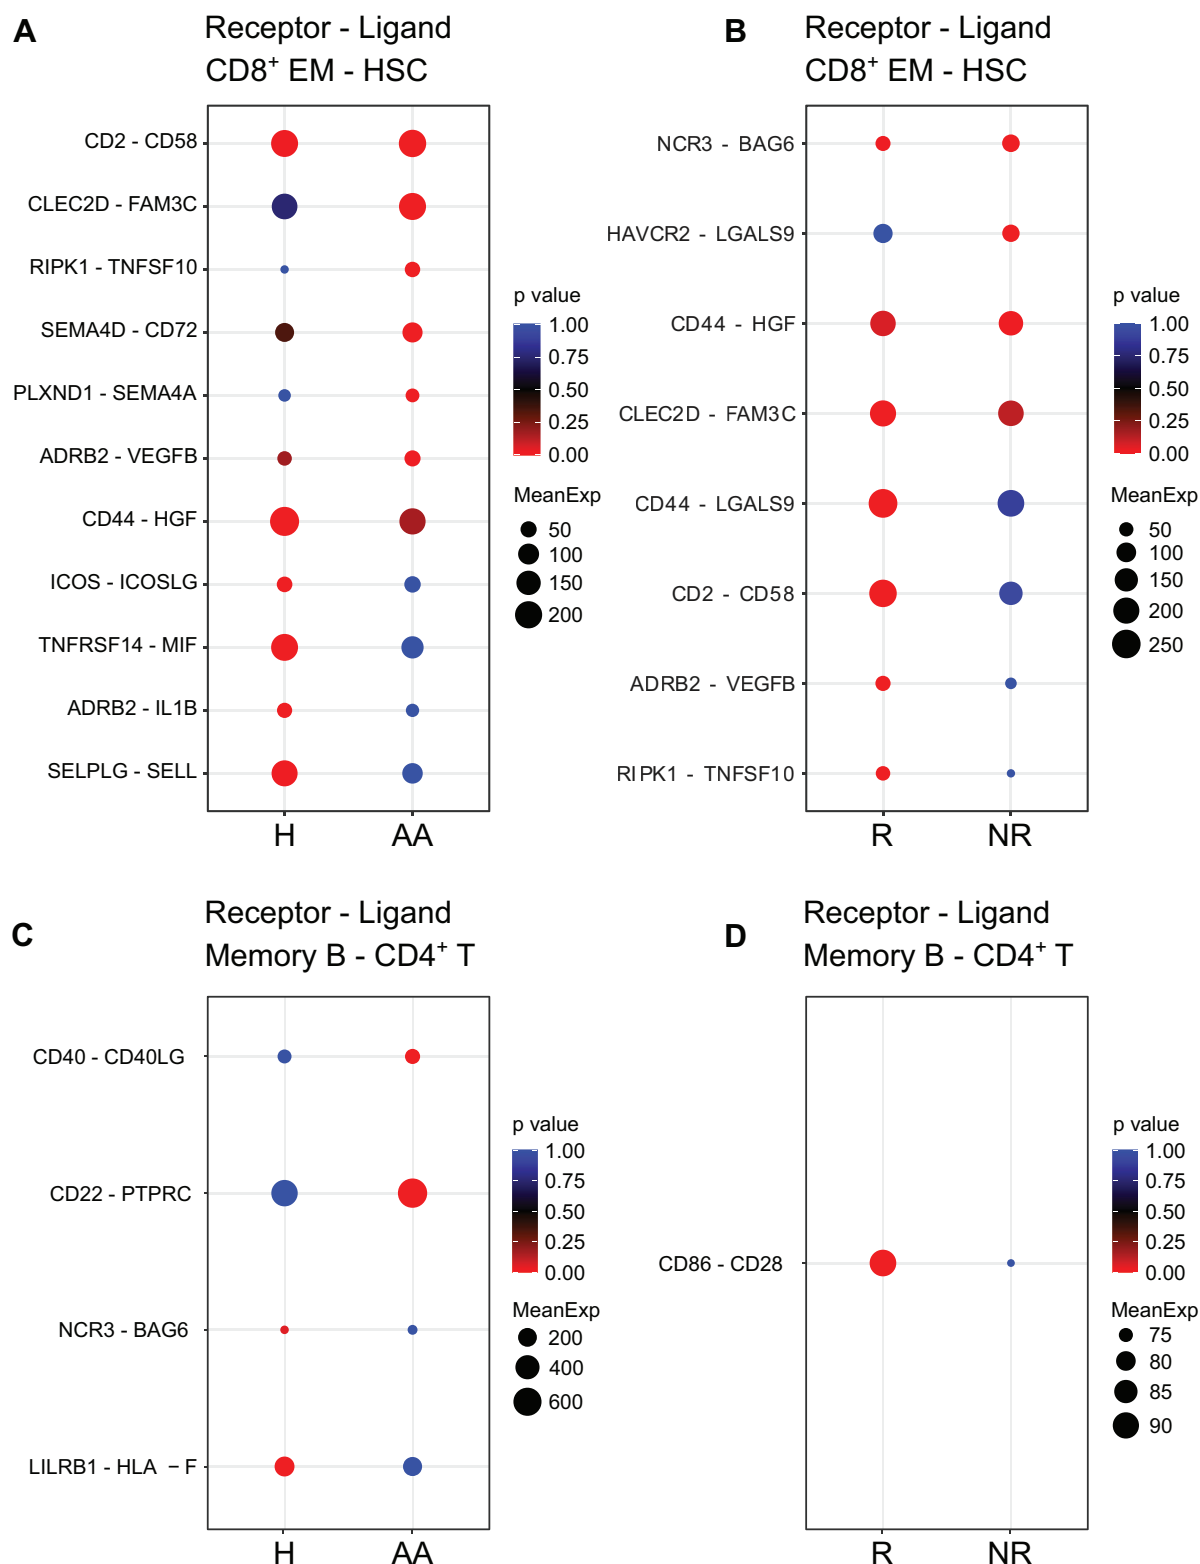 A
Receptor - Ligand
CD8⁺ EM - HSC
CD2 - CD58
CLEC2D - FAM3C
RIPK1 - TNFSF10
SEMA4D - CD72
PLXND1 - SEMA4A
ADRB2 - VEGFB
CD44 - HGF
ICOS - ICOSLG
TNFRSF14 - MIF
ADRB2 - IL1B
SELPLG - SELL
H
AA
p value
1.00
0.75
0.50
0.25
0.00
MeanExp
50
100
150
200
B
Receptor - Ligand
CD8⁺ EM - HSC
NCR3 - BAG6
HAVCR2 - LGALS9
CD44 - HGF
CLEC2D - FAM3C
CD44 - LGALS9
CD2 - CD58
ADRB2 - VEGFB
RIPK1 - TNFSF10
R
NR
p value
1.00
0.75
0.50
0.25
0.00
MeanExp
50
100
150
200
250
C
Receptor - Ligand
Memory B - CD4⁺ T
CD40 - CD40LG
CD22 - PTPRC
NCR3 - BAG6
LILRB1 - HLA − F
H
AA
p value
1.00
0.75
0.50
0.25
0.00
MeanExp
200
400
600
D
Receptor - Ligand
Memory B - CD4⁺ T
CD86 - CD28
R
NR
p value
1.00
0.75
0.50
0.25
0.00
MeanExp
75
80
85
90